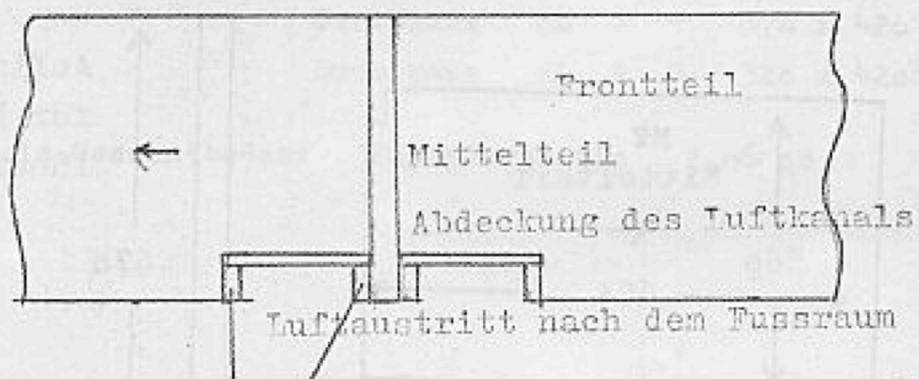 Frontteil
Mittelteil
Abdeckung des Luftkanals
Luftaustritt nach dem Fussraum